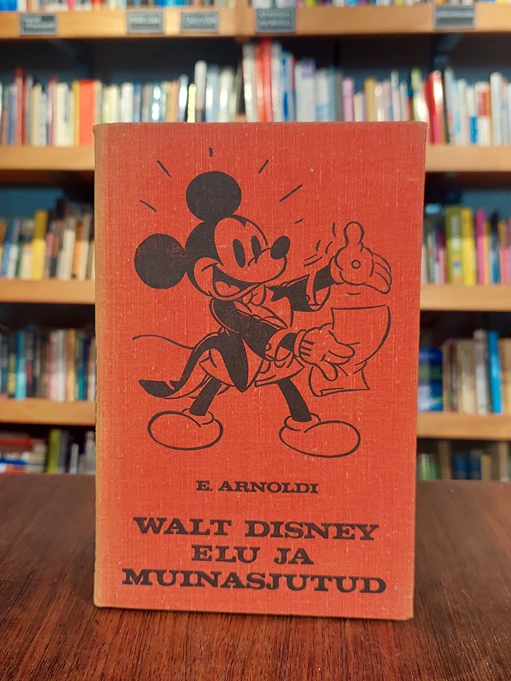 E. ARNOLDI
WALT DISNEY
ELU JA
MUINASJUTUD